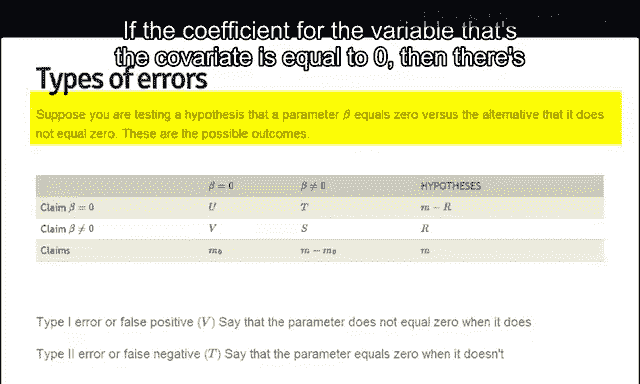 If the coefficient for the variable that's
the covariate is equal to 0, then there's
Types of errors
Suppose you are testing a hypothesis that a parameter β equals zero versus the alternative that it does
not equal zero. These are the possible outcomes.
β = 0 β ≠ 0 HYPOTHESES
Claim β = 0 U T m − R
Claim β ≠ 0 V S R
Claims m₀ m − m₀ m
Type I error or false positive (V) Say that the parameter does not equal zero when it does
Type II error or false negative (T) Say that the parameter equals zero when it doesn't